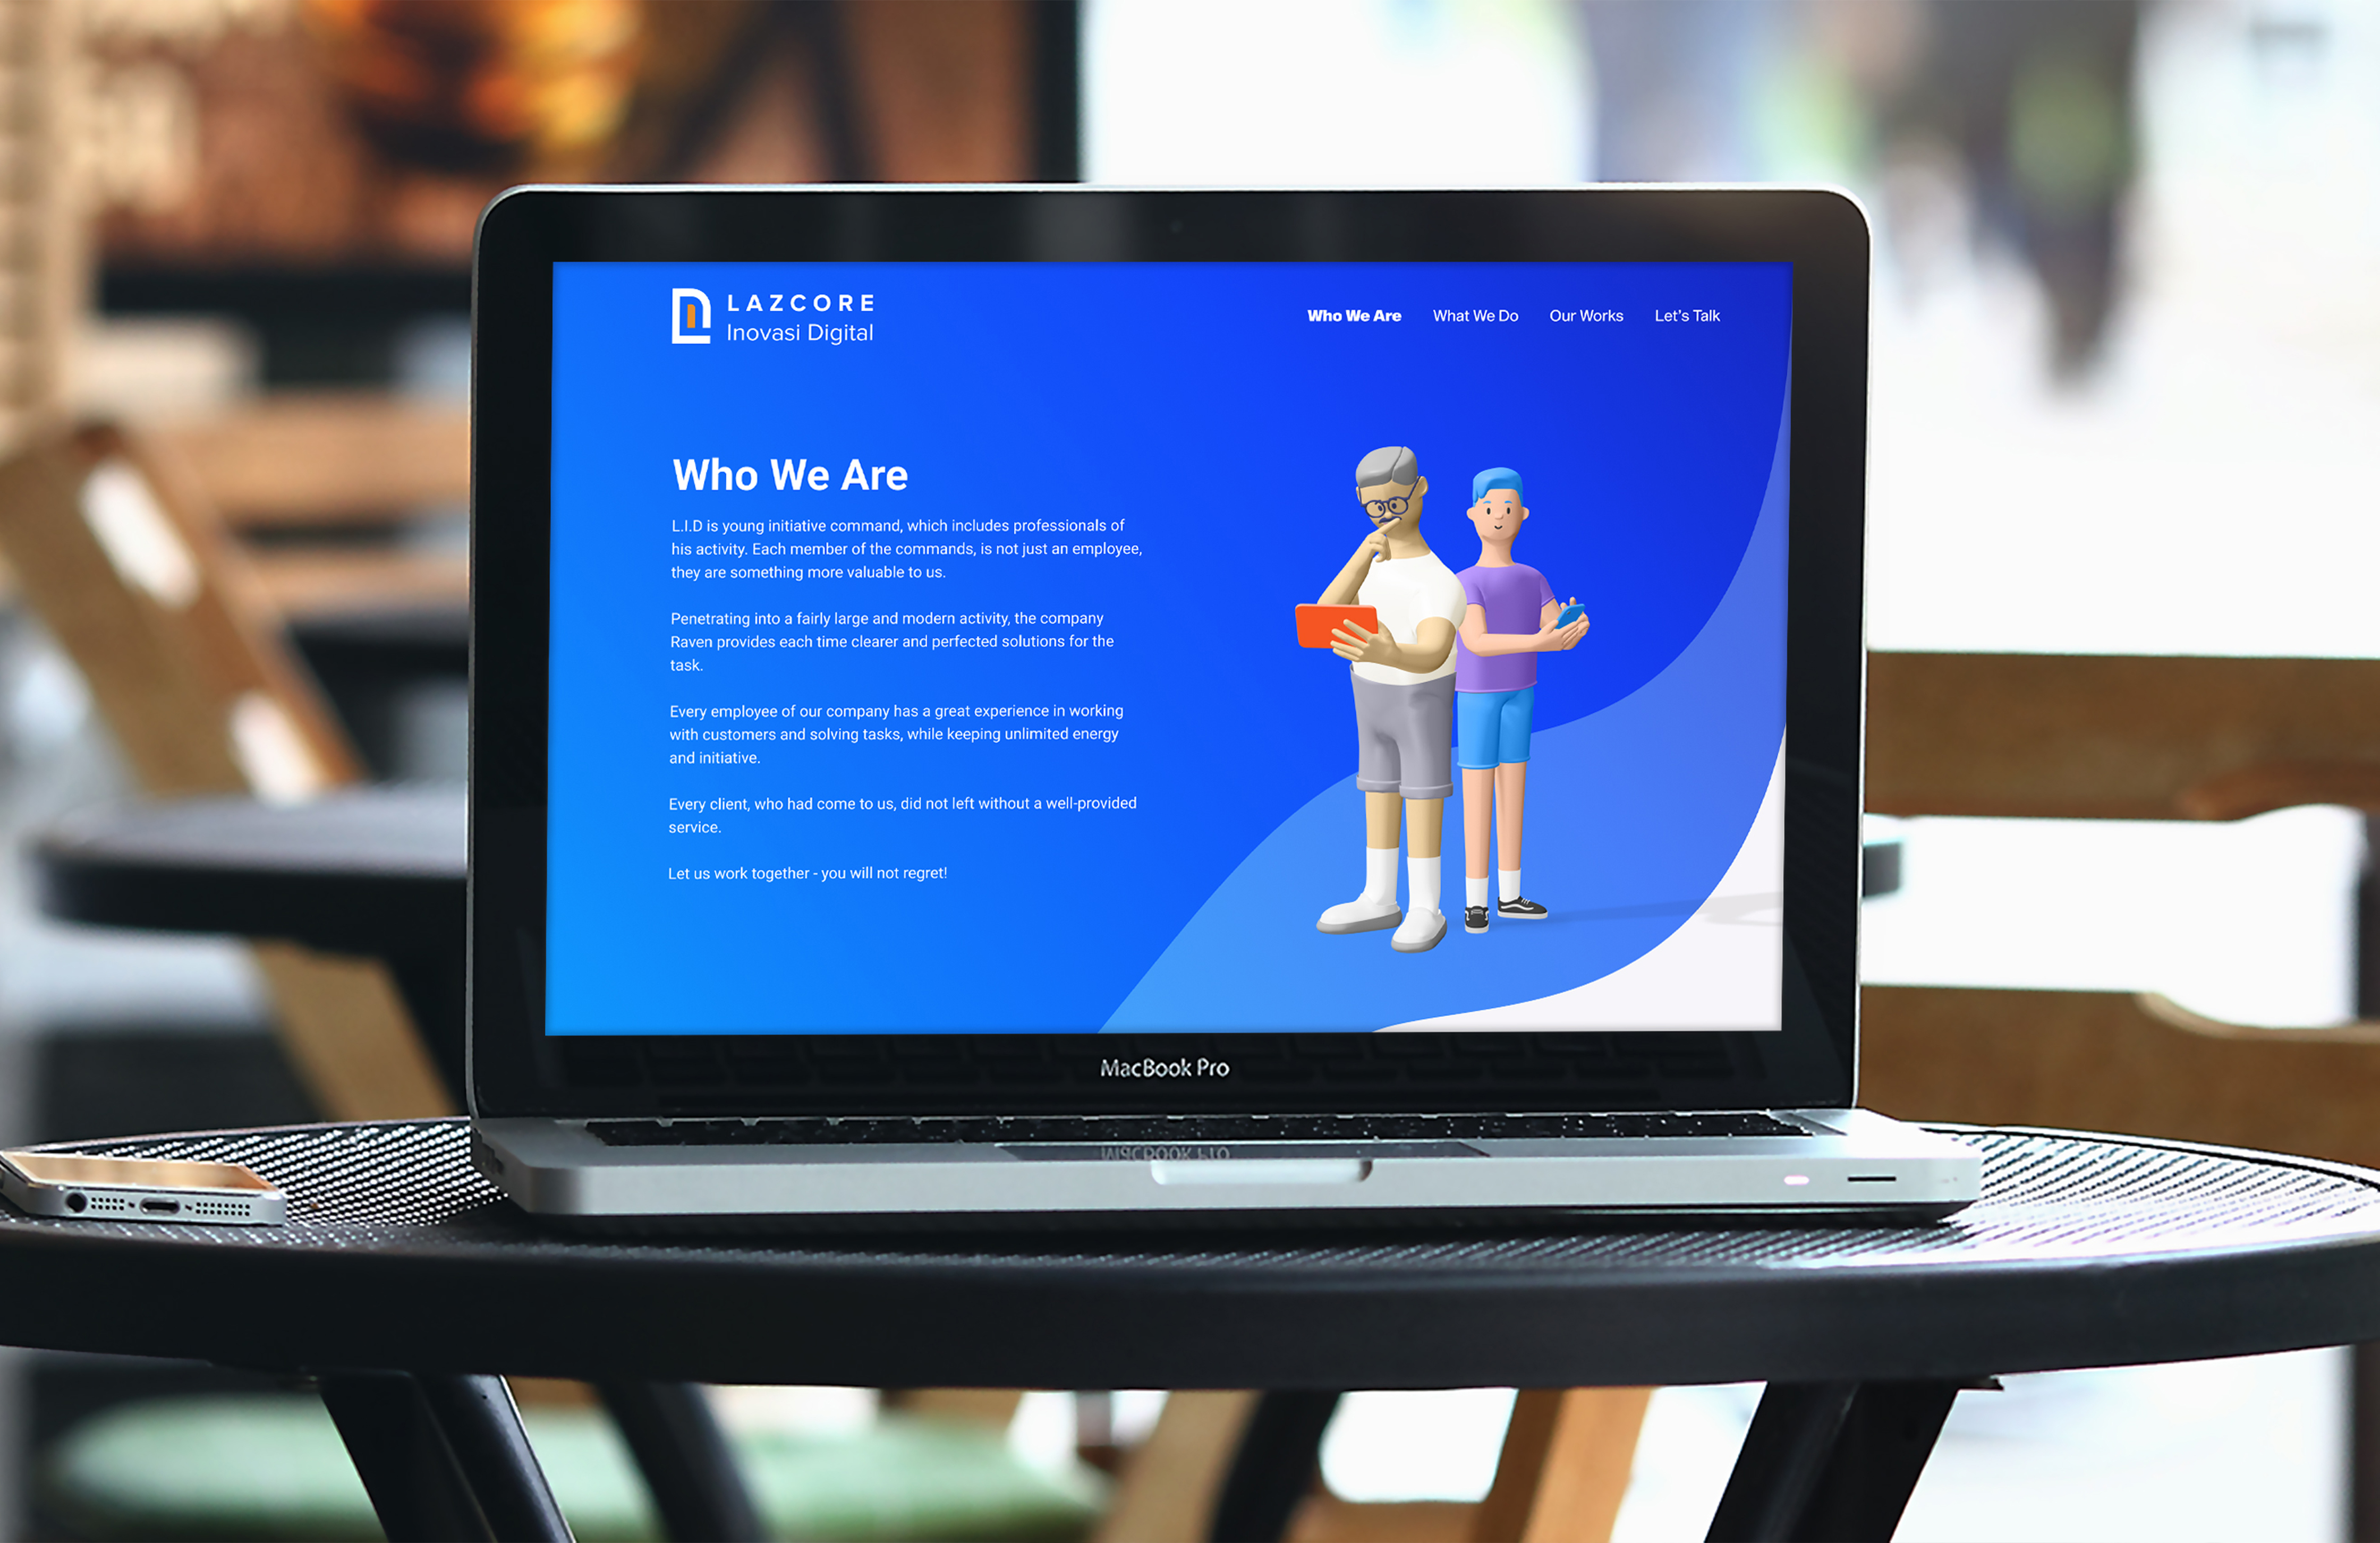 LAZCORE
Inovasi Digital
Who We Are
What We Do
Our Works
Let's Talk
Who We Are
L.I.D is young initiative command, which includes professionals of
his activity. Each member of the commands, is not just an employee,
they are something more valuable to us.
Penetrating into a fairly large and modern activity, the company
Raven provides each time clearer and perfected solutions for the
task.
Every employee of our company has a great experience in working
with customers and solving tasks, while keeping unlimited energy
and initiative.
Every client, who had come to us, did not left without a well-provided
service.
Let us work together - you will not regret!
MacBook Pro